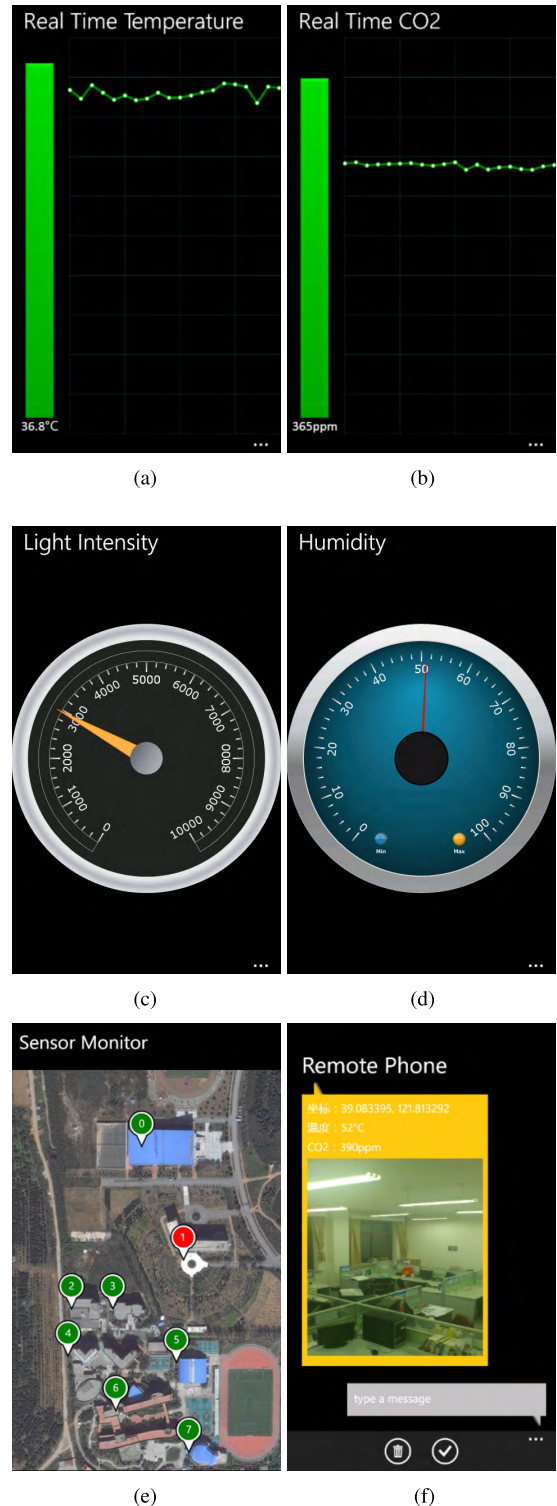 Real Time Temperature
36.8°C
...
(a)
Real Time CO2
365ppm
...
(b)
Light Intensity
0
1000
2000
3000
4000
5000
6000
7000
8000
9000
10000
...
(c)
Humidity
0
10
20
30
40
50
60
70
80
90
100
Min
Max
...
(d)
Sensor Monitor
0
1
2
3
4
5
6
7
(e)
Remote Phone
坐标：39.083395, 121.813292
温度：52°C
CO2：390ppm
type a message
...
(f)